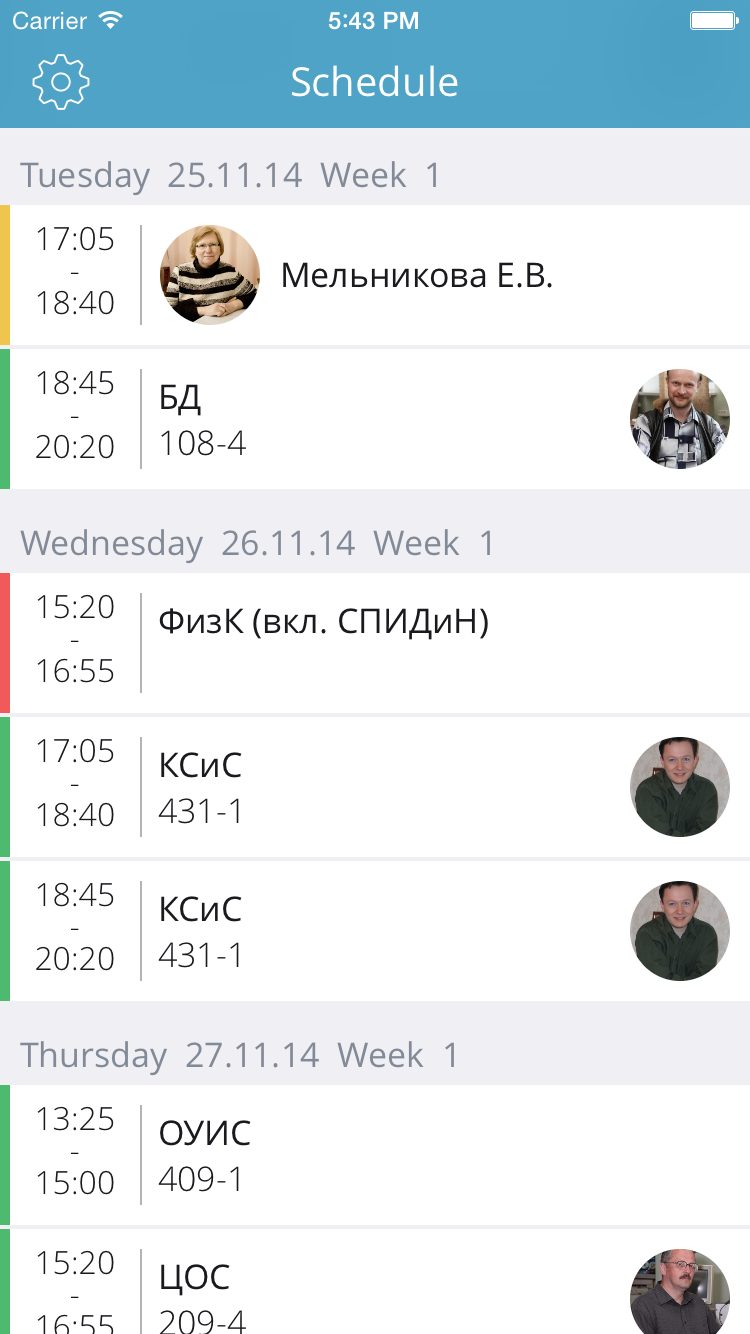 Carrier 5:43 PM
Schedule
Tuesday 25.11.14 Week 1
17:05
-
18:40
Мельникова Е.В.
18:45
-
20:20
БД
108-4
Wednesday 26.11.14 Week 1
15:20
-
16:55
ФизК (вкл. СПИДиН)
17:05
-
18:40
КСиС
431-1
18:45
-
20:20
КСиС
431-1
Thursday 27.11.14 Week 1
13:25
-
15:00
ОУИС
409-1
15:20
-
16:55
ЦОС
209-4